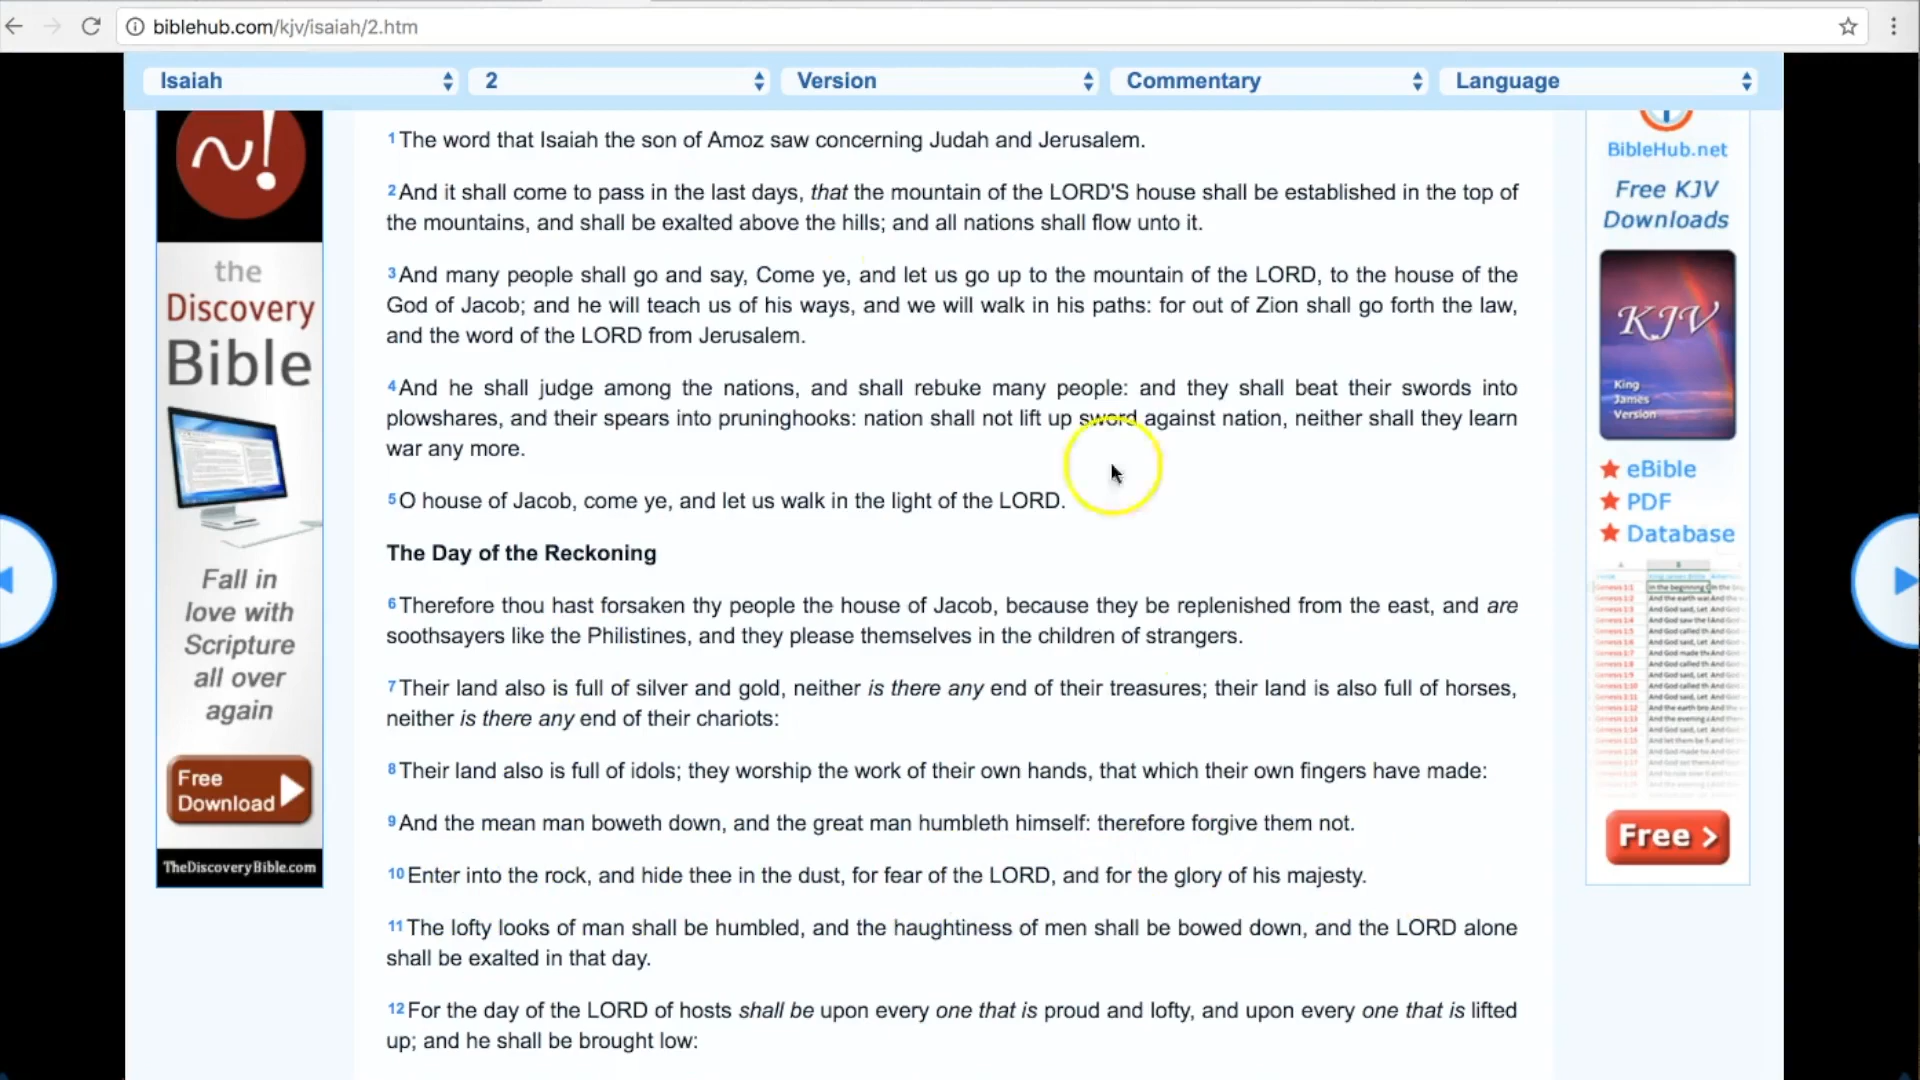 biblehub.com/kjv/isaiah/2.htm
Isaiah
2
Version
Commentary
Language
the
Discovery
Bible
Fall in
love with
Scripture
all over
again
Free
Download
TheDiscoveryBible.com
1 The word that Isaiah the son of Amoz saw concerning Judah and Jerusalem.
2 And it shall come to pass in the last days, that the mountain of the LORD'S house shall be established in the top of
the mountains, and shall be exalted above the hills; and all nations shall flow unto it.
3 And many people shall go and say, Come ye, and let us go up to the mountain of the LORD, to the house of the
God of Jacob; and he will teach us of his ways, and we will walk in his paths: for out of Zion shall go forth the law,
and the word of the LORD from Jerusalem.
4 And he shall judge among the nations, and shall rebuke many people: and they shall beat their swords into
plowshares, and their spears into pruninghooks: nation shall not lift up sword against nation, neither shall they learn
war any more.
5 O house of Jacob, come ye, and let us walk in the light of the LORD.
The Day of the Reckoning
6 Therefore thou hast forsaken thy people the house of Jacob, because they be replenished from the east, and are
soothsayers like the Philistines, and they please themselves in the children of strangers.
7 Their land also is full of silver and gold, neither is there any end of their treasures; their land is also full of horses,
neither is there any end of their chariots:
8 Their land also is full of idols; they worship the work of their own hands, that which their own fingers have made:
9 And the mean man boweth down, and the great man humbleth himself: therefore forgive them not.
10 Enter into the rock, and hide thee in the dust, for fear of the LORD, and for the glory of his majesty.
11 The lofty looks of man shall be humbled, and the haughtiness of men shall be bowed down, and the LORD alone
shall be exalted in that day.
12 For the day of the LORD of hosts shall be upon every one that is proud and lofty, and upon every one that is lifted
up; and he shall be brought low:
BibleHub.net
Free KJV
Downloads
KJV
King
James
Version
eBible
PDF
Database
Free >